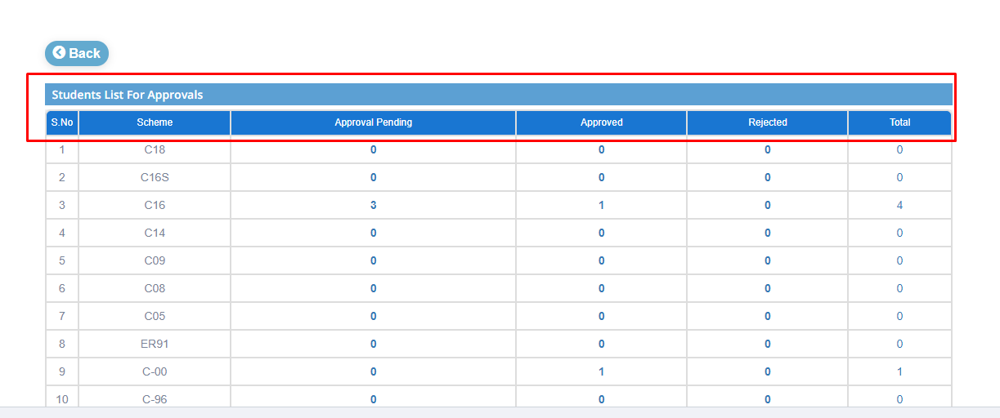 Back
Students List For Approvals
S.No Scheme Approval Pending Approved Rejected Total
1 C18 0 0 0 0
2 C16S 0 0 0 0
3 C16 3 1 0 4
4 C14 0 0 0 0
5 C09 0 0 0 0
6 C08 0 0 0 0
7 C05 0 0 0 0
8 ER91 0 0 0 0
9 C-00 0 1 0 1
10 C-96 0 0 0 0